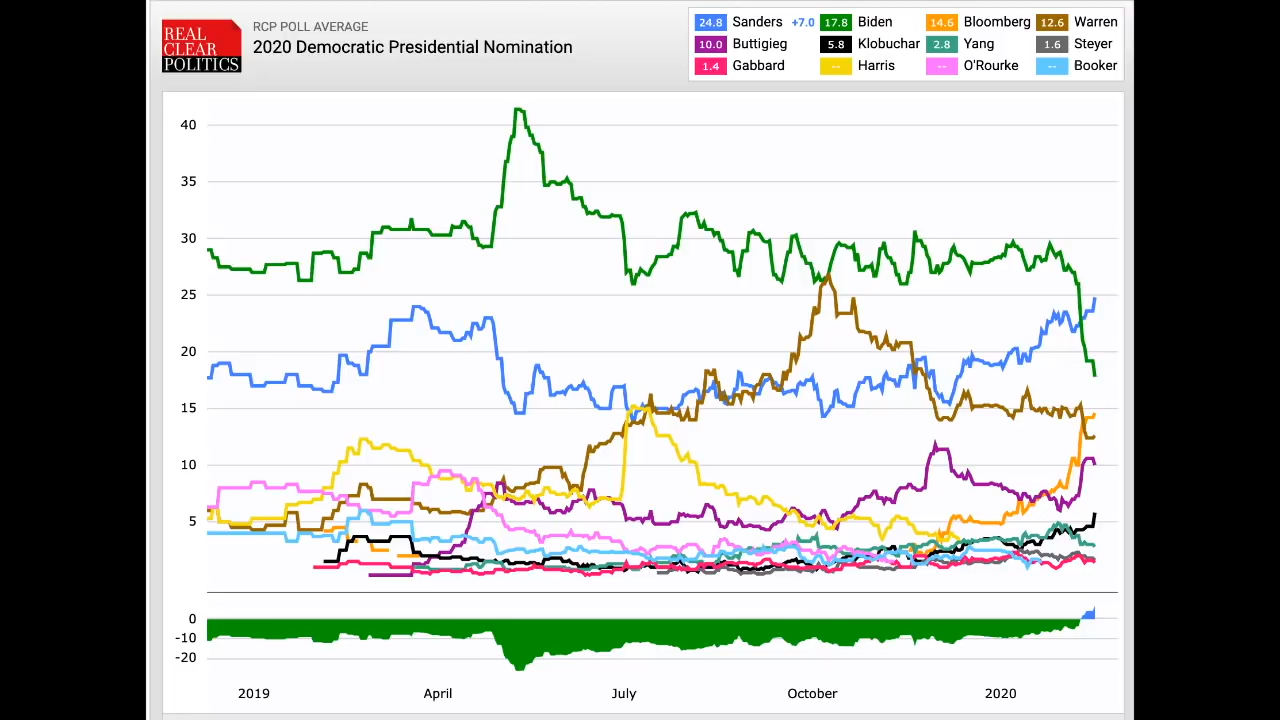 REAL
CLEAR
POLITICS
RCP POLL AVERAGE
2020 Democratic Presidential Nomination
24.8 Sanders +7.0 17.8 Biden 14.6 Bloomberg 12.6 Warren
10.0 Buttigieg 5.8 Klobuchar 2.8 Yang 1.6 Steyer
1.4 Gabbard -- Harris -- O'Rourke -- Booker
40
35
30
25
20
15
10
5
0
-10
-20
2019 April July October 2020